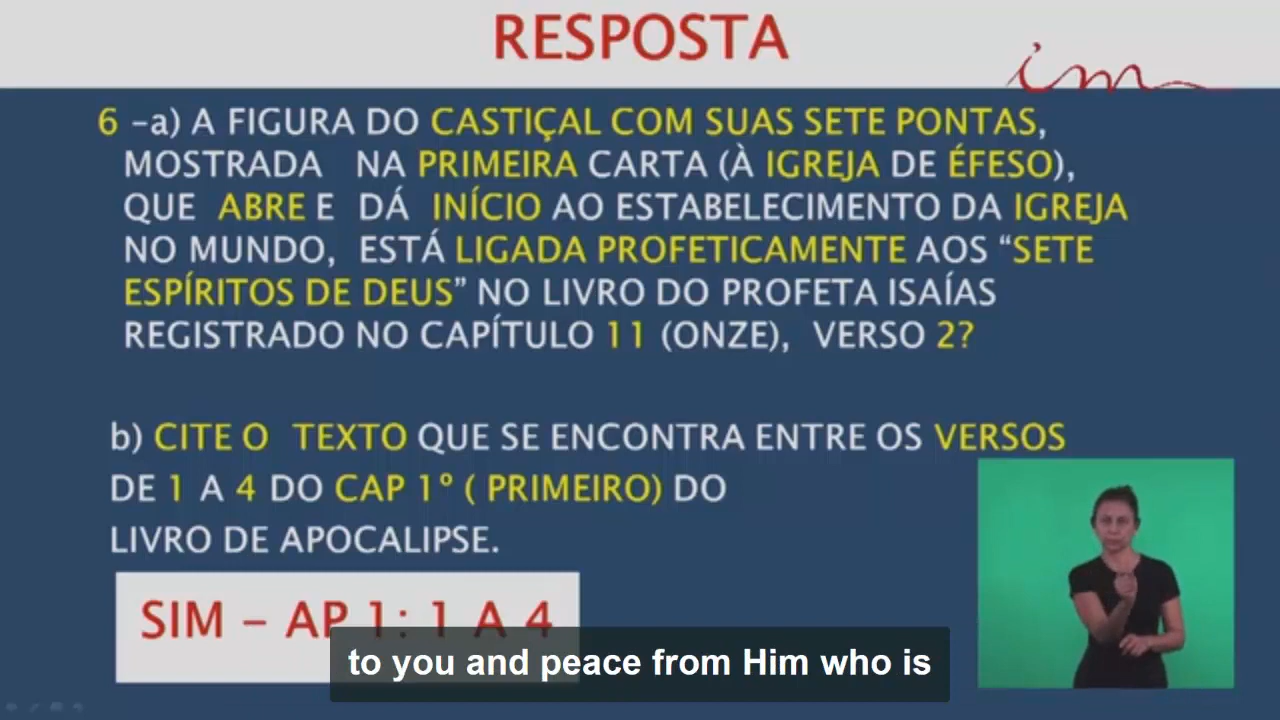 RESPOSTA
im
6 –a) A FIGURA DO CASTIÇAL COM SUAS SETE PONTAS,
MOSTRADA NA PRIMEIRA CARTA (À IGREJA DE ÉFESO),
QUE ABRE E DÁ INÍCIO AO ESTABELECIMENTO DA IGREJA
NO MUNDO, ESTÁ LIGADA PROFETICAMENTE AOS “SETE
ESPÍRITOS DE DEUS” NO LIVRO DO PROFETA ISAÍAS
REGISTRADO NO CAPÍTULO 11 (ONZE), VERSO 2?
b) CITE O TEXTO QUE SE ENCONTRA ENTRE OS VERSOS
DE 1 A 4 DO CAP 1º ( PRIMEIRO) DO
LIVRO DE APOCALIPSE.
SIM – AP 1: 1 A 4
to you and peace from Him who is